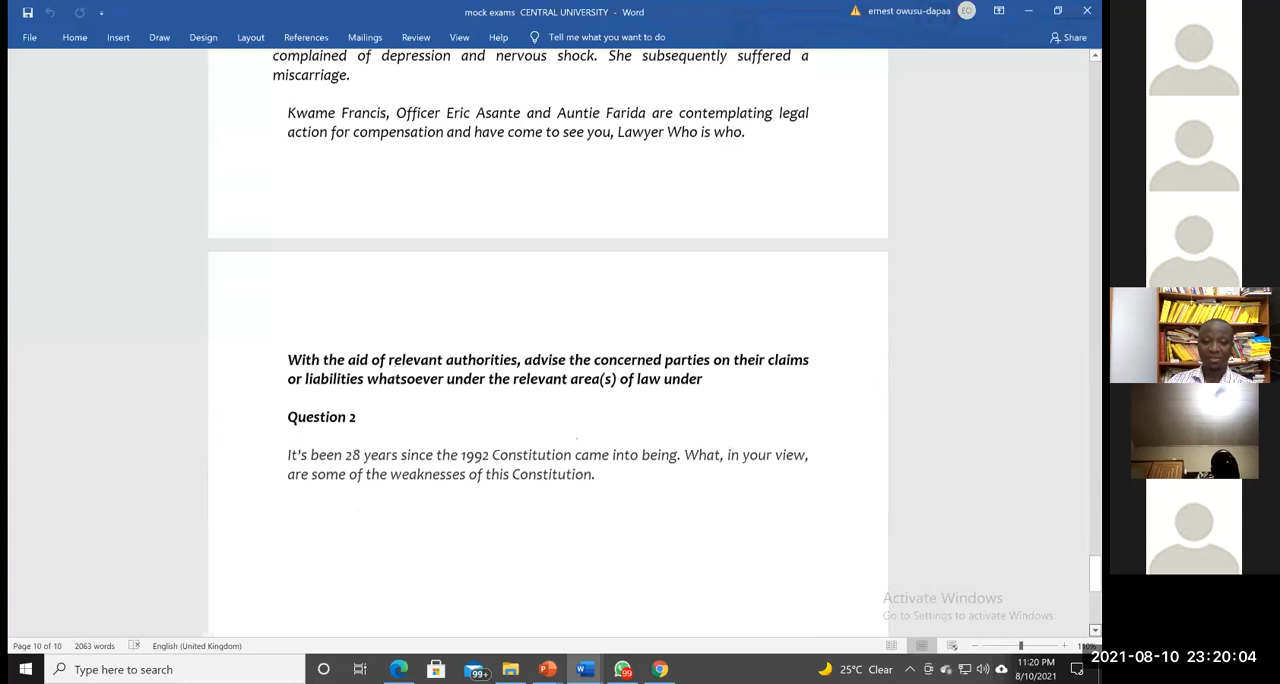 mock exams CENTRAL UNIVERSITY - Word
ernest owusu-dapaa
EO
File Home Insert Draw Design Layout References Mailings Review View Help Tell me what you want to do
Share
complained of depression and nervous shock. She subsequently suffered a
miscarriage.
Kwame Francis, Officer Eric Asante and Auntie Farida are contemplating legal
action for compensation and have come to see you, Lawyer Who is who.
With the aid of relevant authorities, advise the concerned parties on their claims
or liabilities whatsoever under the relevant area(s) of law under
Question 2
It's been 28 years since the 1992 Constitution came into being. What, in your view,
are some of the weaknesses of this Constitution.
Activate Windows
Go to Settings to activate Windows.
Page 10 of 10 2063 words English (United Kingdom)
110%
Type here to search
99+
99
25°C Clear
11:20 PM
8/10/2021
2021-08-10 23:20:04